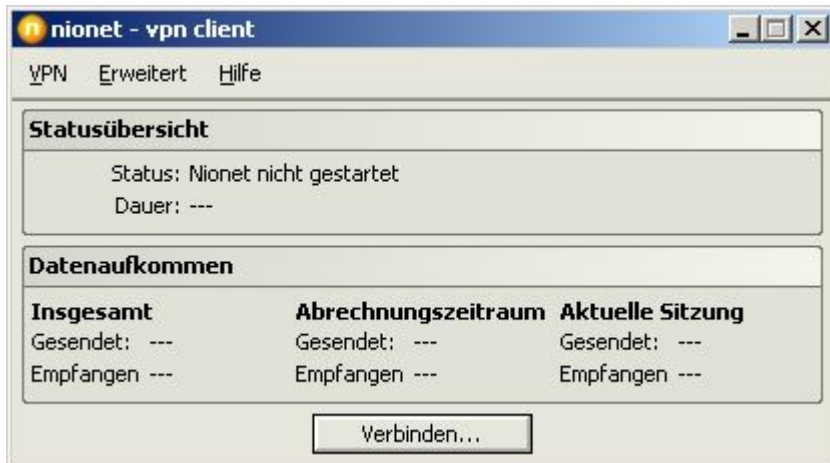 nionet - vpn client
VPN Erweitert Hilfe
Statusübersicht
Status: Nionet nicht gestartet
Dauer: ---
Datenaufkommen
Insgesamt Abrechnungszeitraum Aktuelle Sitzung
Gesendet: --- Gesendet: --- Gesendet: ---
Empfangen --- Empfangen --- Empfangen ---
Verbinden...